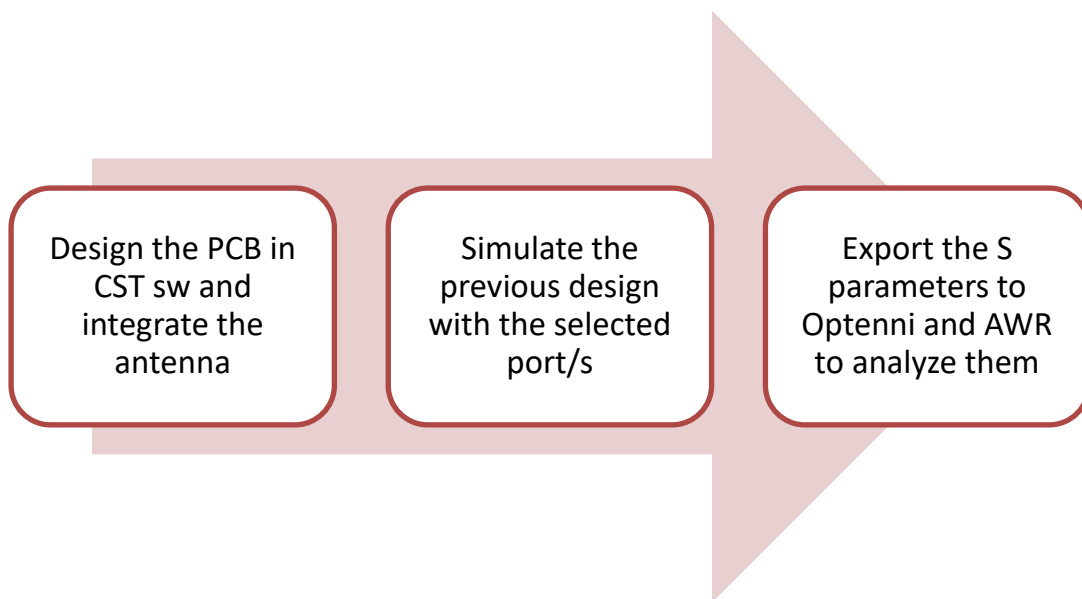 Design the PCB in
CST sw and
integrate the
antenna
Simulate the
previous design
with the selected
port/s
Export the S
parameters to
Optenni and AWR
to analyze them